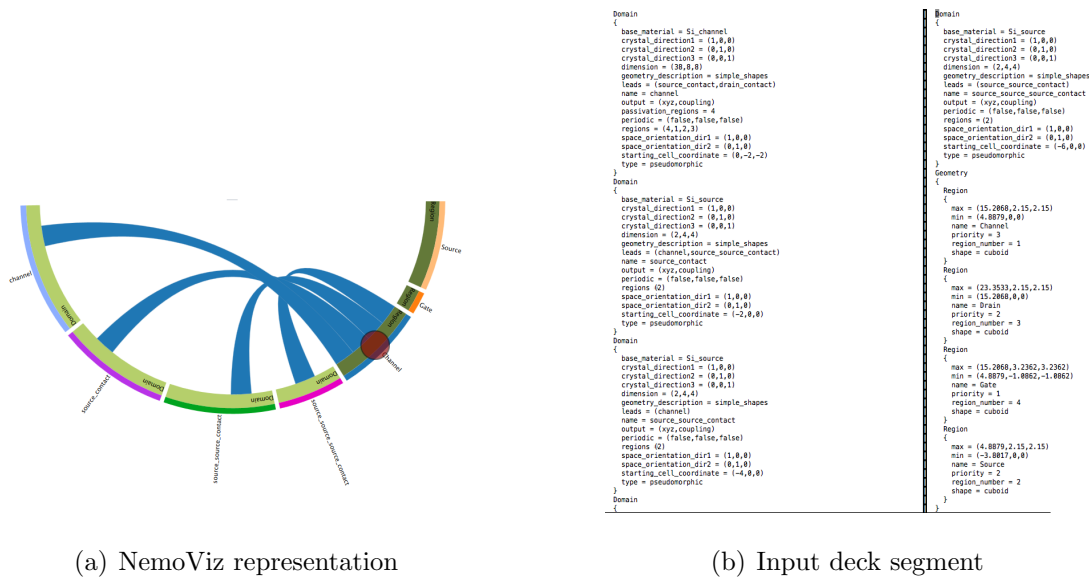 channel
Domain
source_contact
Domain
source_source_contact
Domain
source_source_source_contact
Domain
Channel
Region
Gate
Region
Source
Region
(a) NemoViz representation
Domain
{
base_material = Si_channel
crystal_direction1 = (1,0,0)
crystal_direction2 = (0,1,0)
crystal_direction3 = (0,0,1)
dimension = (38,8,8)
geometry_description = simple_shapes
leads = (source_contact,drain_contact)
name = channel
output = (xyz,coupling)
passivation_regions = 4
periodic = (false,false,false)
regions = (4,1,2,3)
space_orientation_dir1 = (1,0,0)
space_orientation_dir2 = (0,1,0)
starting_cell_coordinate = (0,-2,-2)
type = pseudomorphic
}
Domain
{
base_material = Si_source
crystal_direction1 = (1,0,0)
crystal_direction2 = (0,1,0)
crystal_direction3 = (0,0,1)
dimension = (2,4,4)
geometry_description = simple_shapes
leads = (channel,source_source_contact)
name = source_contact
output = (xyz,coupling)
periodic = (false,false,false)
regions (2)
space_orientation_dir1 = (1,0,0)
space_orientation_dir2 = (0,1,0)
starting_cell_coordinate = (-2,0,0)
type = pseudomorphic
}
Domain
{
base_material = Si_source
crystal_direction1 = (1,0,0)
crystal_direction2 = (0,1,0)
crystal_direction3 = (0,0,1)
dimension = (2,4,4)
geometry_description = simple_shapes
leads = (channel)
name = source_source_contact
output = (xyz,coupling)
periodic = (false,false,false)
regions (2)
space_orientation_dir1 = (1,0,0)
space_orientation_dir2 = (0,1,0)
starting_cell_coordinate = (-4,0,0)
type = pseudomorphic
}
Domain
{
Domain
{
base_material = Si_source
crystal_direction1 = (1,0,0)
crystal_direction2 = (0,1,0)
crystal_direction3 = (0,0,1)
dimension = (2,4,4)
geometry_description = simple_shapes
leads = (source_source_contact)
name = source_source_source_contact
output = (xyz,coupling)
periodic = (false,false,false)
regions = (2)
space_orientation_dir1 = (1,0,0)
space_orientation_dir2 = (0,1,0)
starting_cell_coordinate = (-6,0,0)
type = pseudomorphic
}
Geometry
{
Region
{
max = (15.2068,2.15,2.15)
min = (4.8879,0,0)
name = Channel
priority = 3
region_number = 1
shape = cuboid
}
Region
{
max = (23.3533,2.15,2.15)
min = (15.2068,0,0)
name = Drain
priority = 2
region_number = 3
shape = cuboid
}
Region
{
max = (15.2068,3.2362,3.2362)
min = (4.8879,-1.0862,-1.0862)
name = Gate
priority = 1
region_number = 4
shape = cuboid
}
Region
{
max = (4.8879,2.15,2.15)
min = (-3.8017,0,0)
name = Source
priority = 2
region_number = 2
shape = cuboid
}
}
(b) Input deck segment